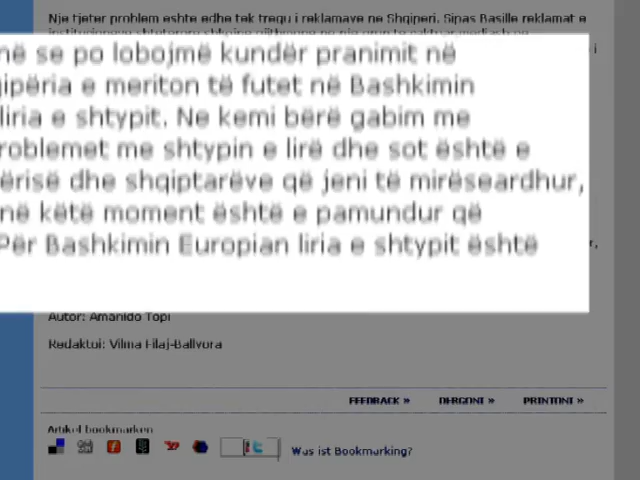 Nje tjeter problem eshte edhe tek tregu i reklamave ne Shqiperi. Sipas Basille reklamat e
në se po lobojmë kundër pranimit në
ipëria e meriton të futet në Bashkimin
liria e shtypit. Ne kemi bërë gabim me
roblemet me shtypin e lirë dhe sot është e
ërisë dhe shqiptarëve që jeni të mirëseardhur,
në këtë moment është e pamundur që
Për Bashkimin Europian liria e shtypit është
Autor: Amarildo Topi
Redaktoi: Vilma Filaj-Ballvora
FEEDBACK »
DERGONI »
PRINTONI »
Artikel bookmarken
Was ist Bookmarking?